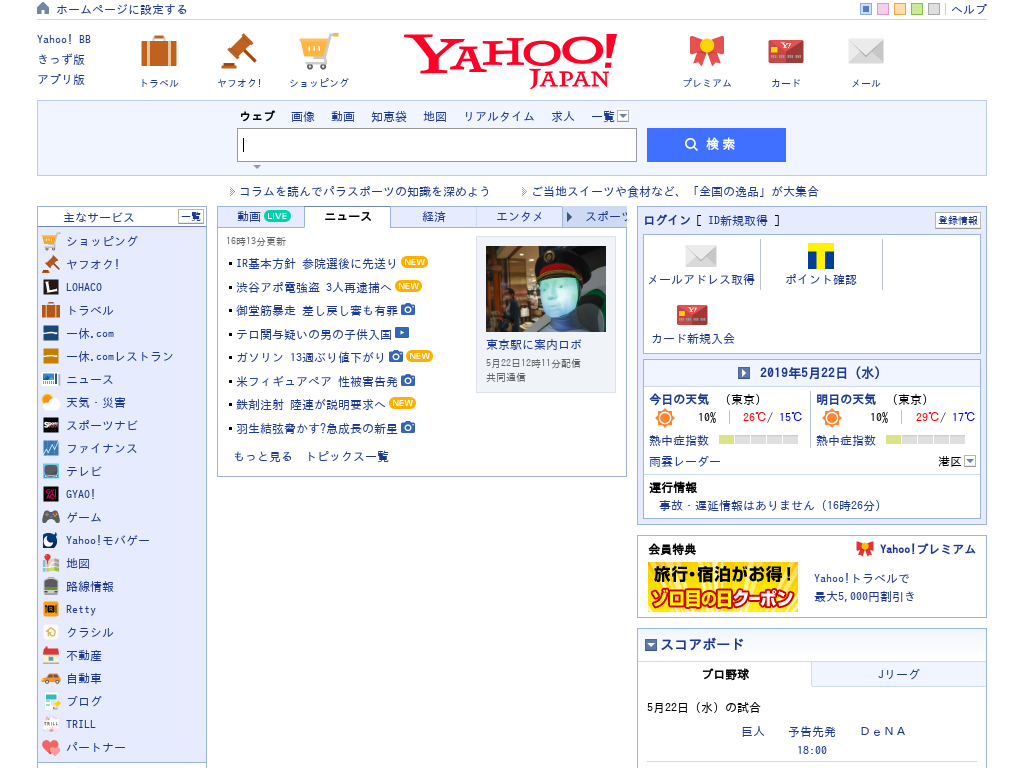 ホームページに設定する
ヘルプ
Yahoo! BB
きっず版
アプリ版
トラベル
ヤフオク!
ショッピング
YAHOO!
JAPAN
プレミアム
カード
メール
ウェブ 画像 動画 知恵袋 地図 リアルタイム 求人 一覧
検索
コラムを読んでパラスポーツの知識を深めよう
ご当地スイーツや食材など、「全国の逸品」が大集合
主なサービス 一覧
ショッピング
ヤフオク!
LOHACO
トラベル
一休.com
一休.comレストラン
ニュース
天気・災害
スポーツナビ
ファイナンス
テレビ
GYAO!
ゲーム
Yahoo!モバゲー
地図
路線情報
Retty
クラシル
不動産
自動車
ブログ
TRILL
パートナー
動画 LIVE ニュース 経済 エンタメ スポーツ
16時13分更新
IR基本方針 参院選後に先送り NEW
渋谷アポ電強盗 3人再逮捕へ NEW
御堂筋暴走 差し戻し審も有罪
テロ関与疑いの男の子供入国
ガソリン 13週ぶり値下がり NEW
米フィギュアペア 性被害告発
鉄剤注射 陸連が説明要求へ NEW
羽生結弦脅かす?急成長の新星
もっと見る トピックス一覧
東京駅に案内ロボ
5月22日12時11分配信
共同通信
ログイン [ ID新規取得 ] 登録情報
メールアドレス取得
ポイント確認
カード新規入会
2019年5月22日（水）
今日の天気 （東京）
10% 26℃/ 15℃
熱中症指数
明日の天気 （東京）
10% 29℃/ 17℃
熱中症指数
雨雲レーダー 港区
運行情報
事故・遅延情報はありません（16時26分）
会員特典 Yahoo!プレミアム
旅行・宿泊がお得!
ゾロ目の日クーポン
Yahoo!トラベルで
最大5,000円割引き
スコアボード
プロ野球 Jリーグ
5月22日（水）の試合
巨人 予告先発 ＤｅＮＡ
18:00